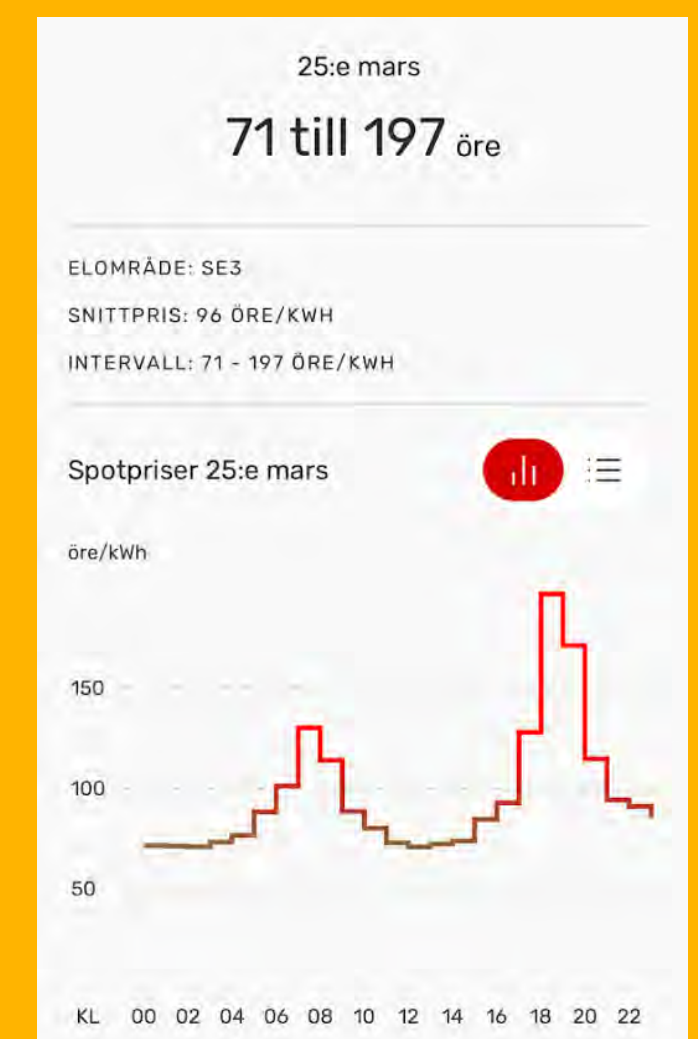 25:e mars
71 till 197 öre
ELOMRÅDE: SE3
SNITTPRIS: 96 ÖRE/KWH
INTERVALL: 71 - 197 ÖRE/KWH
Spotpriser 25:e mars
öre/kWh
150
100
50
KL 00 02 04 06 08 10 12 14 16 18 20 22